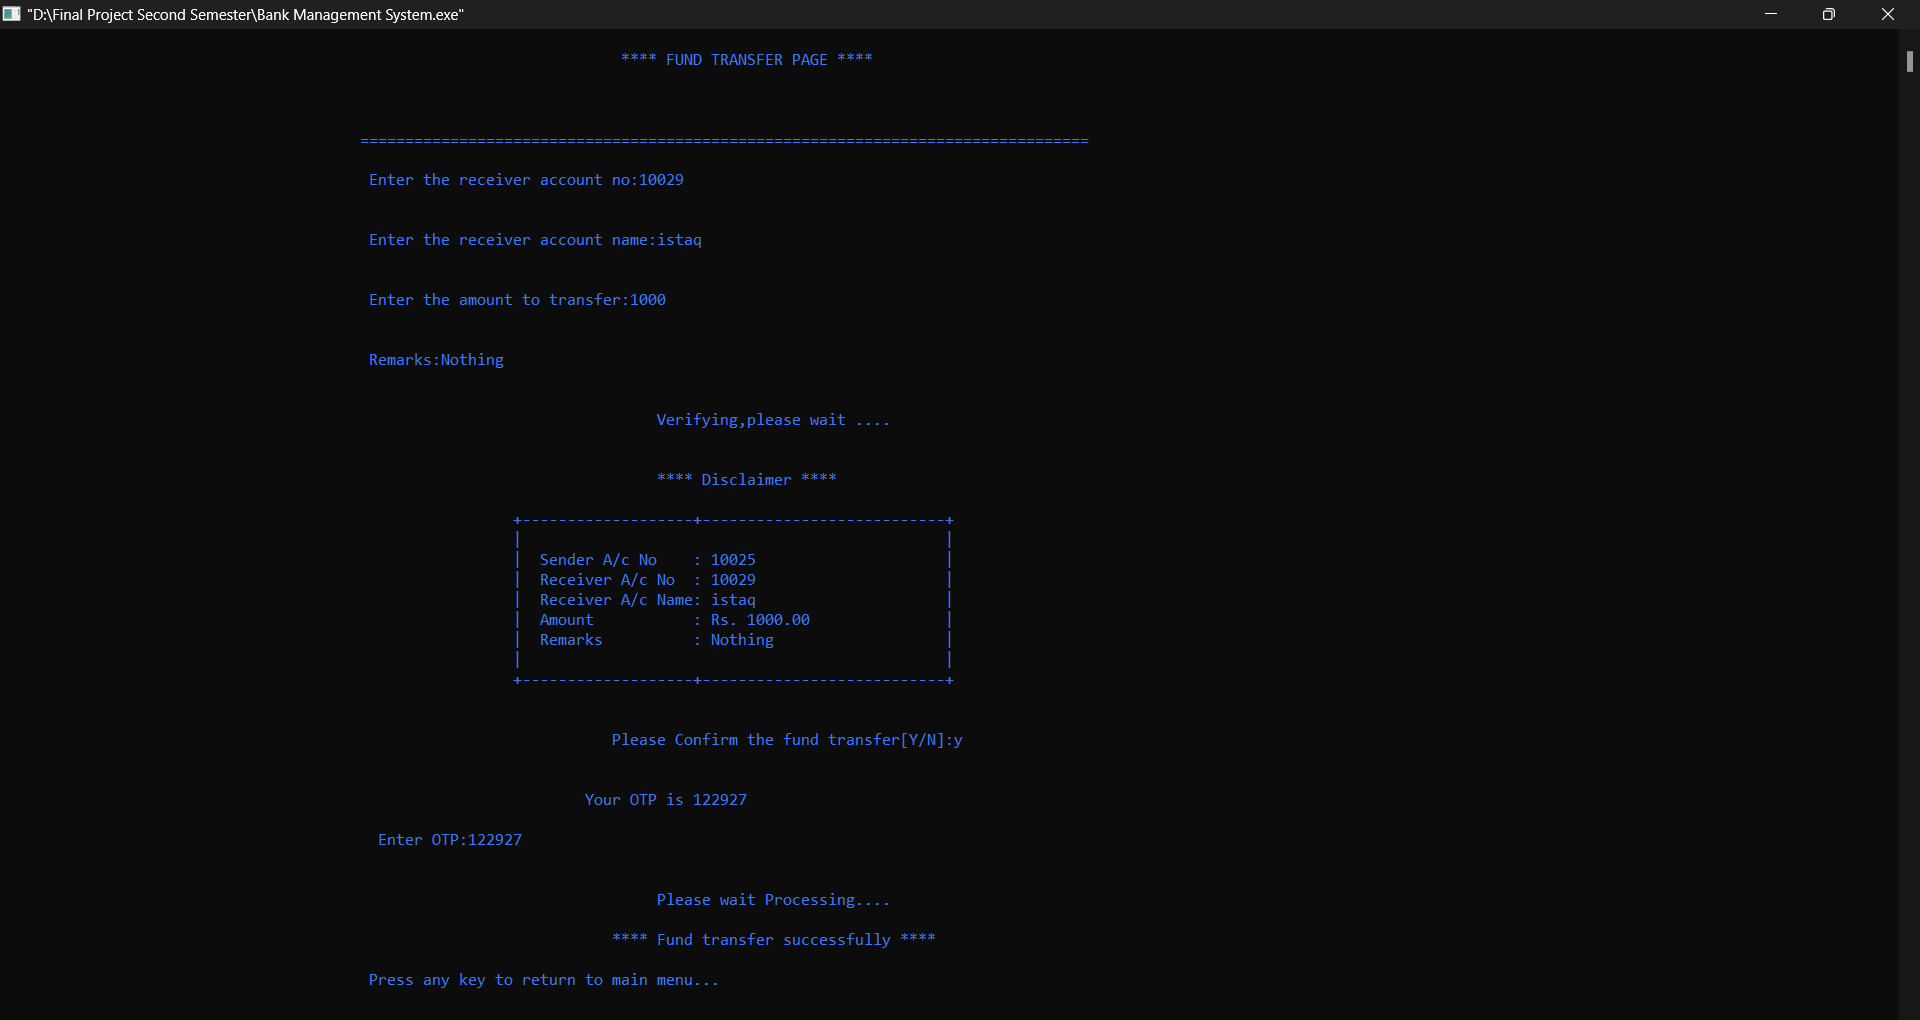 "D:\Final Project Second Semester\Bank Management System.exe"
**** FUND TRANSFER PAGE ****
=================================================================================
Enter the receiver account no:10029
Enter the receiver account name:istaq
Enter the amount to transfer:1000
Remarks:Nothing
Verifying,please wait ....
**** Disclaimer ****
+-------------------+---------------------------+
| |
| Sender A/c No : 10025 |
| Receiver A/c No : 10029 |
| Receiver A/c Name: istaq |
| Amount : Rs. 1000.00 |
| Remarks : Nothing |
| |
+-------------------+---------------------------+
Please Confirm the fund transfer[Y/N]:y
Your OTP is 122927
Enter OTP:122927
Please wait Processing....
**** Fund transfer successfully ****
Press any key to return to main menu...